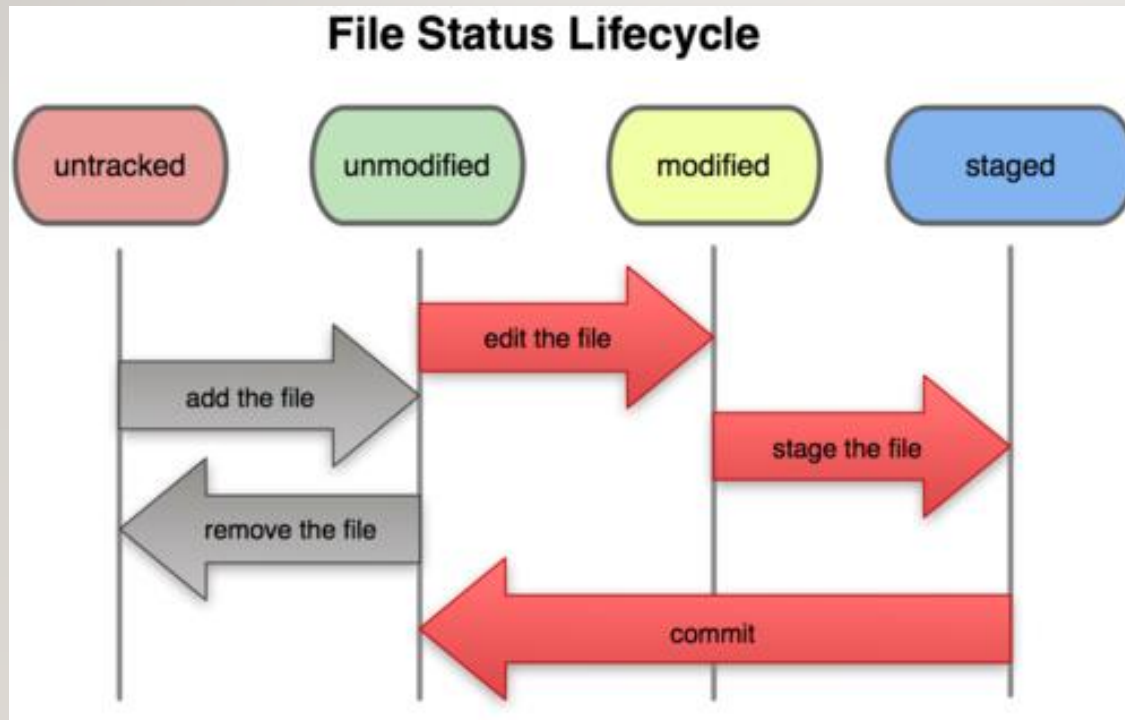 File Status Lifecycle
untracked
unmodified
modified
staged
edit the file
add the file
stage the file
remove the file
commit